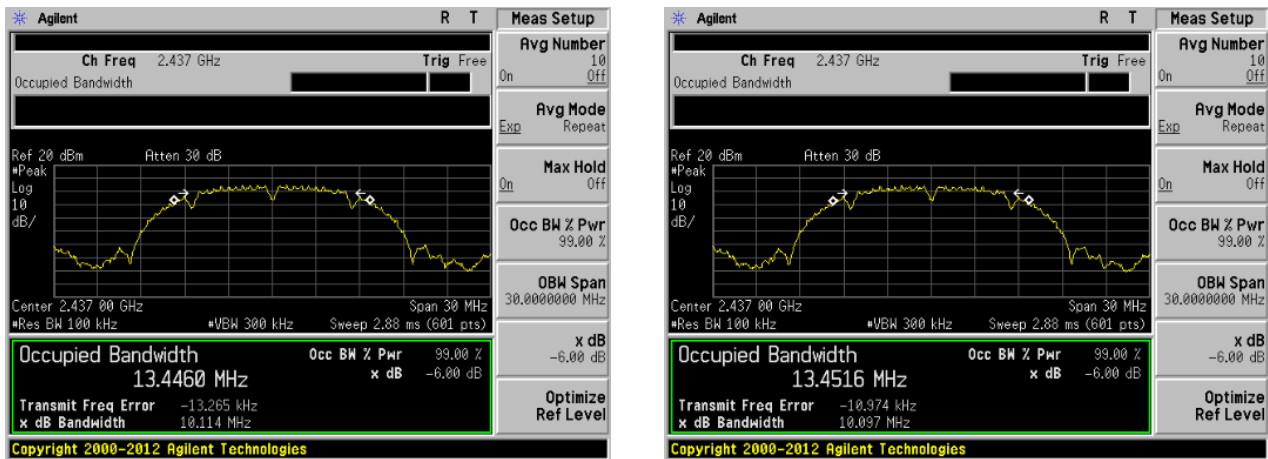 Agilent R T Meas Setup
Ch Freq 2.437 GHz Trig Free
Occupied Bandwidth
Avg Number
10
On Off
Avg Mode
Exp Repeat
Max Hold
On Off
Occ BW % Pwr
99.00 %
OBW Span
30.0000000 MHz
x dB
-6.00 dB
Optimize
Ref Level
Ref 20 dBm Atten 30 dB
#Peak
Log
10
dB/
Center 2.437 00 GHz Span 30 MHz
#Res BW 100 kHz #VBW 300 kHz Sweep 2.88 ms (601 pts)
Occupied Bandwidth Occ BW % Pwr 99.00 %
13.4460 MHz x dB -6.00 dB
Transmit Freq Error -13.265 kHz
x dB Bandwidth 10.114 MHz
Copyright 2000-2012 Agilent Technologies
Agilent R T Meas Setup
Ch Freq 2.437 GHz Trig Free
Occupied Bandwidth
Avg Number
10
On Off
Avg Mode
Exp Repeat
Max Hold
On Off
Occ BW % Pwr
99.00 %
OBW Span
30.0000000 MHz
x dB
-6.00 dB
Optimize
Ref Level
Ref 20 dBm Atten 30 dB
#Peak
Log
10
dB/
Center 2.437 00 GHz Span 30 MHz
#Res BW 100 kHz #VBW 300 kHz Sweep 2.88 ms (601 pts)
Occupied Bandwidth Occ BW % Pwr 99.00 %
13.4516 MHz x dB -6.00 dB
Transmit Freq Error -10.974 kHz
x dB Bandwidth 10.097 MHz
Copyright 2000-2012 Agilent Technologies